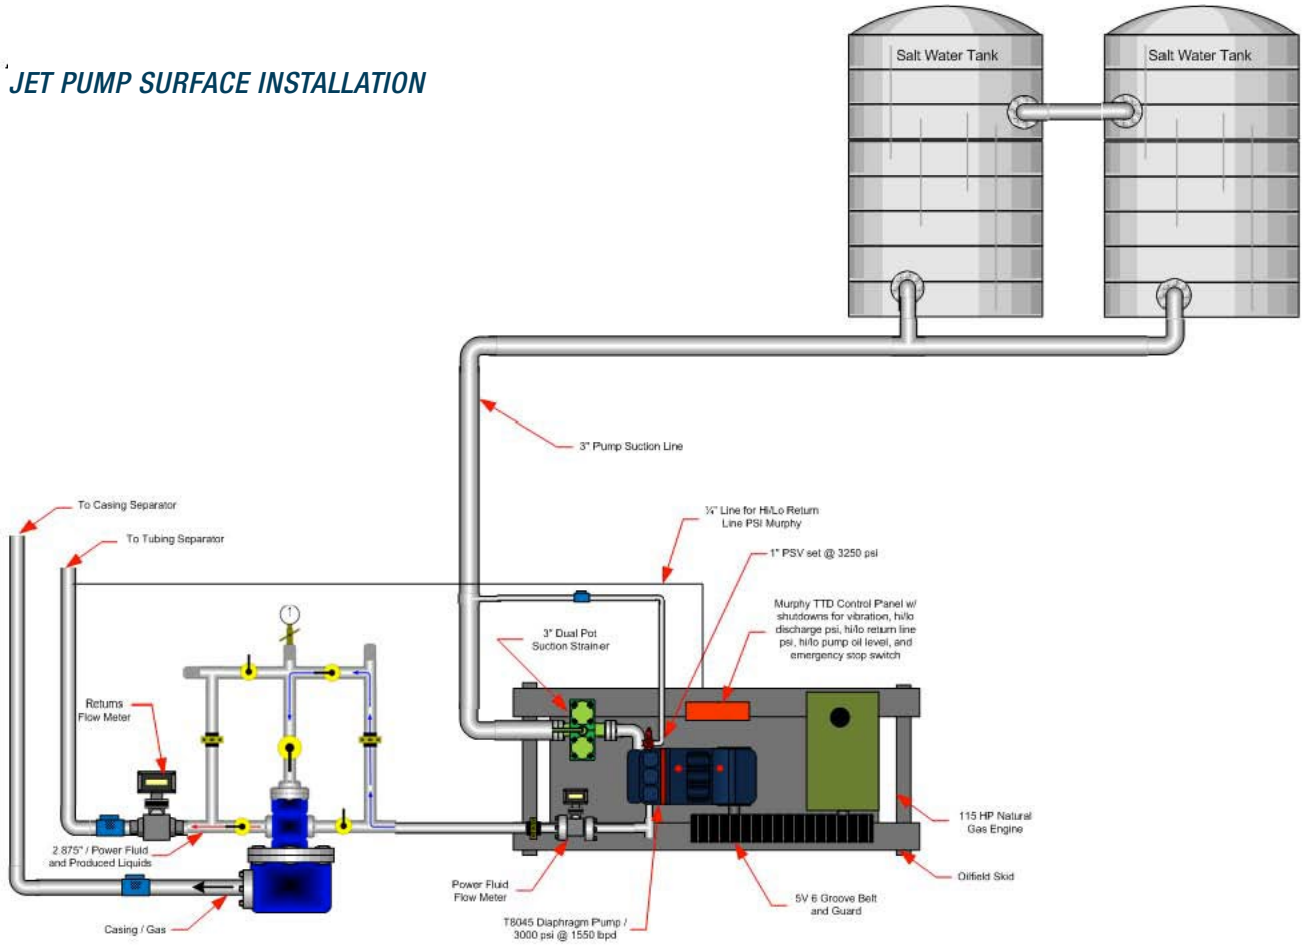 JET PUMP SURFACE INSTALLATION
Salt Water Tank
Salt Water Tank
3" Pump Suction Line
To Casing Separator
To Tubing Separator
¼" Line for Hi/Lo Return
Line PSI Murphy
1" PSV set @ 3250 psi
Murphy TTD Control Panel w/
shutdowns for vibration, hi/lo
discharge psi, hi/lo return line
psi, hi/lo pump oil level, and
emergency stop switch
3" Dual Pot
Suction Strainer
Returns
Flow Meter
115 HP Natural
Gas Engine
2.875" / Power Fluid
and Produced Liquids
Oilfield Skid
Power Fluid
Flow Meter
5V 6 Groove Belt
and Guard
Casing / Gas
T8045 Diaphragm Pump /
3000 psi @ 1550 bpd